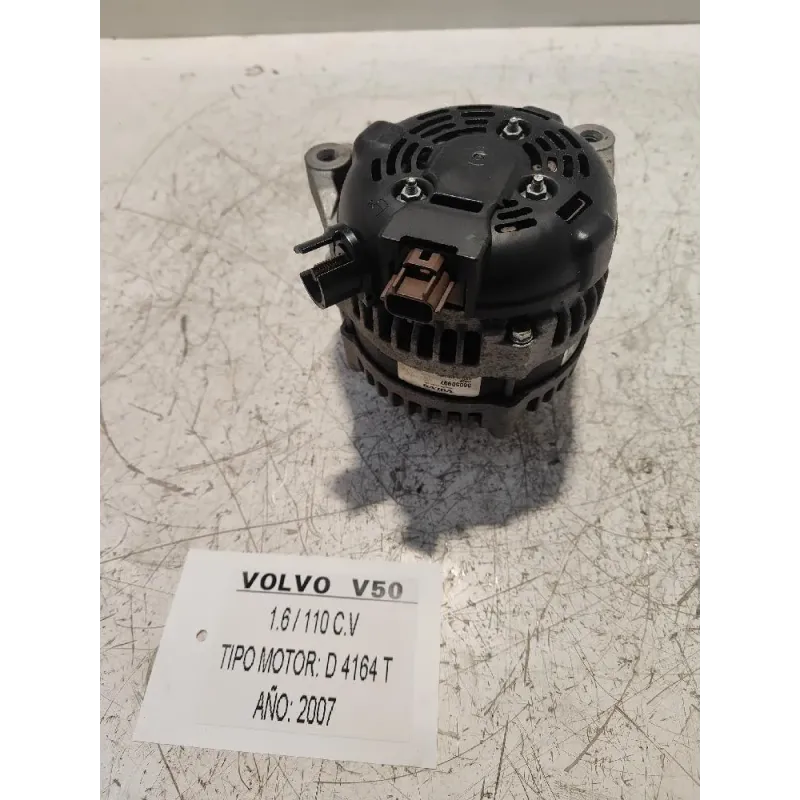 VOLVO V50
1.6 / 110 C.V
TIPO MOTOR: D 4164 T
AÑO: 2007